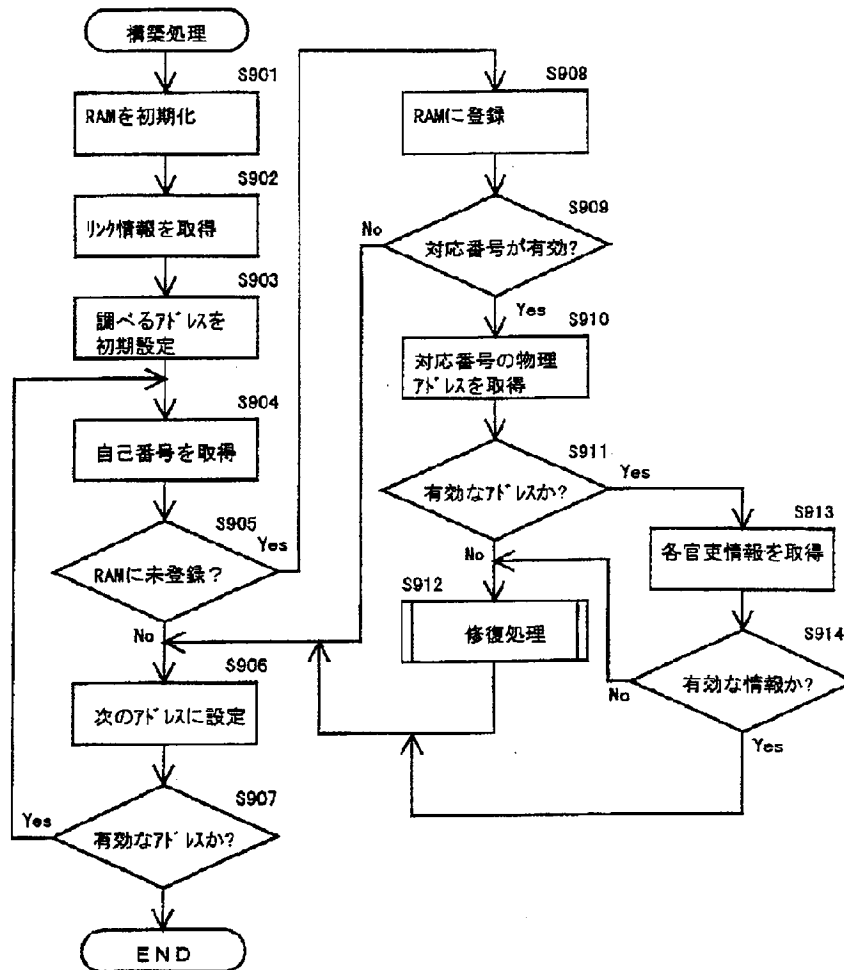 構築処理
S901
RAMを初期化
S902
リンク情報を取得
S903
調べるアドレスを
初期設定
S904
自己番号を取得
S905
RAMに未登録?
Yes
No
S906
次のアドレスに設定
S907
Yes
有効なアドレスか?
END
S908
RAMに登録
S909
No
対応番号が有効?
Yes
S910
対応番号の物理
アドレスを取得
S911
有効なアドレスか?
Yes
No
S912
修復処理
S913
各官吏情報を取得
S914
有効な情報か?
No
Yes